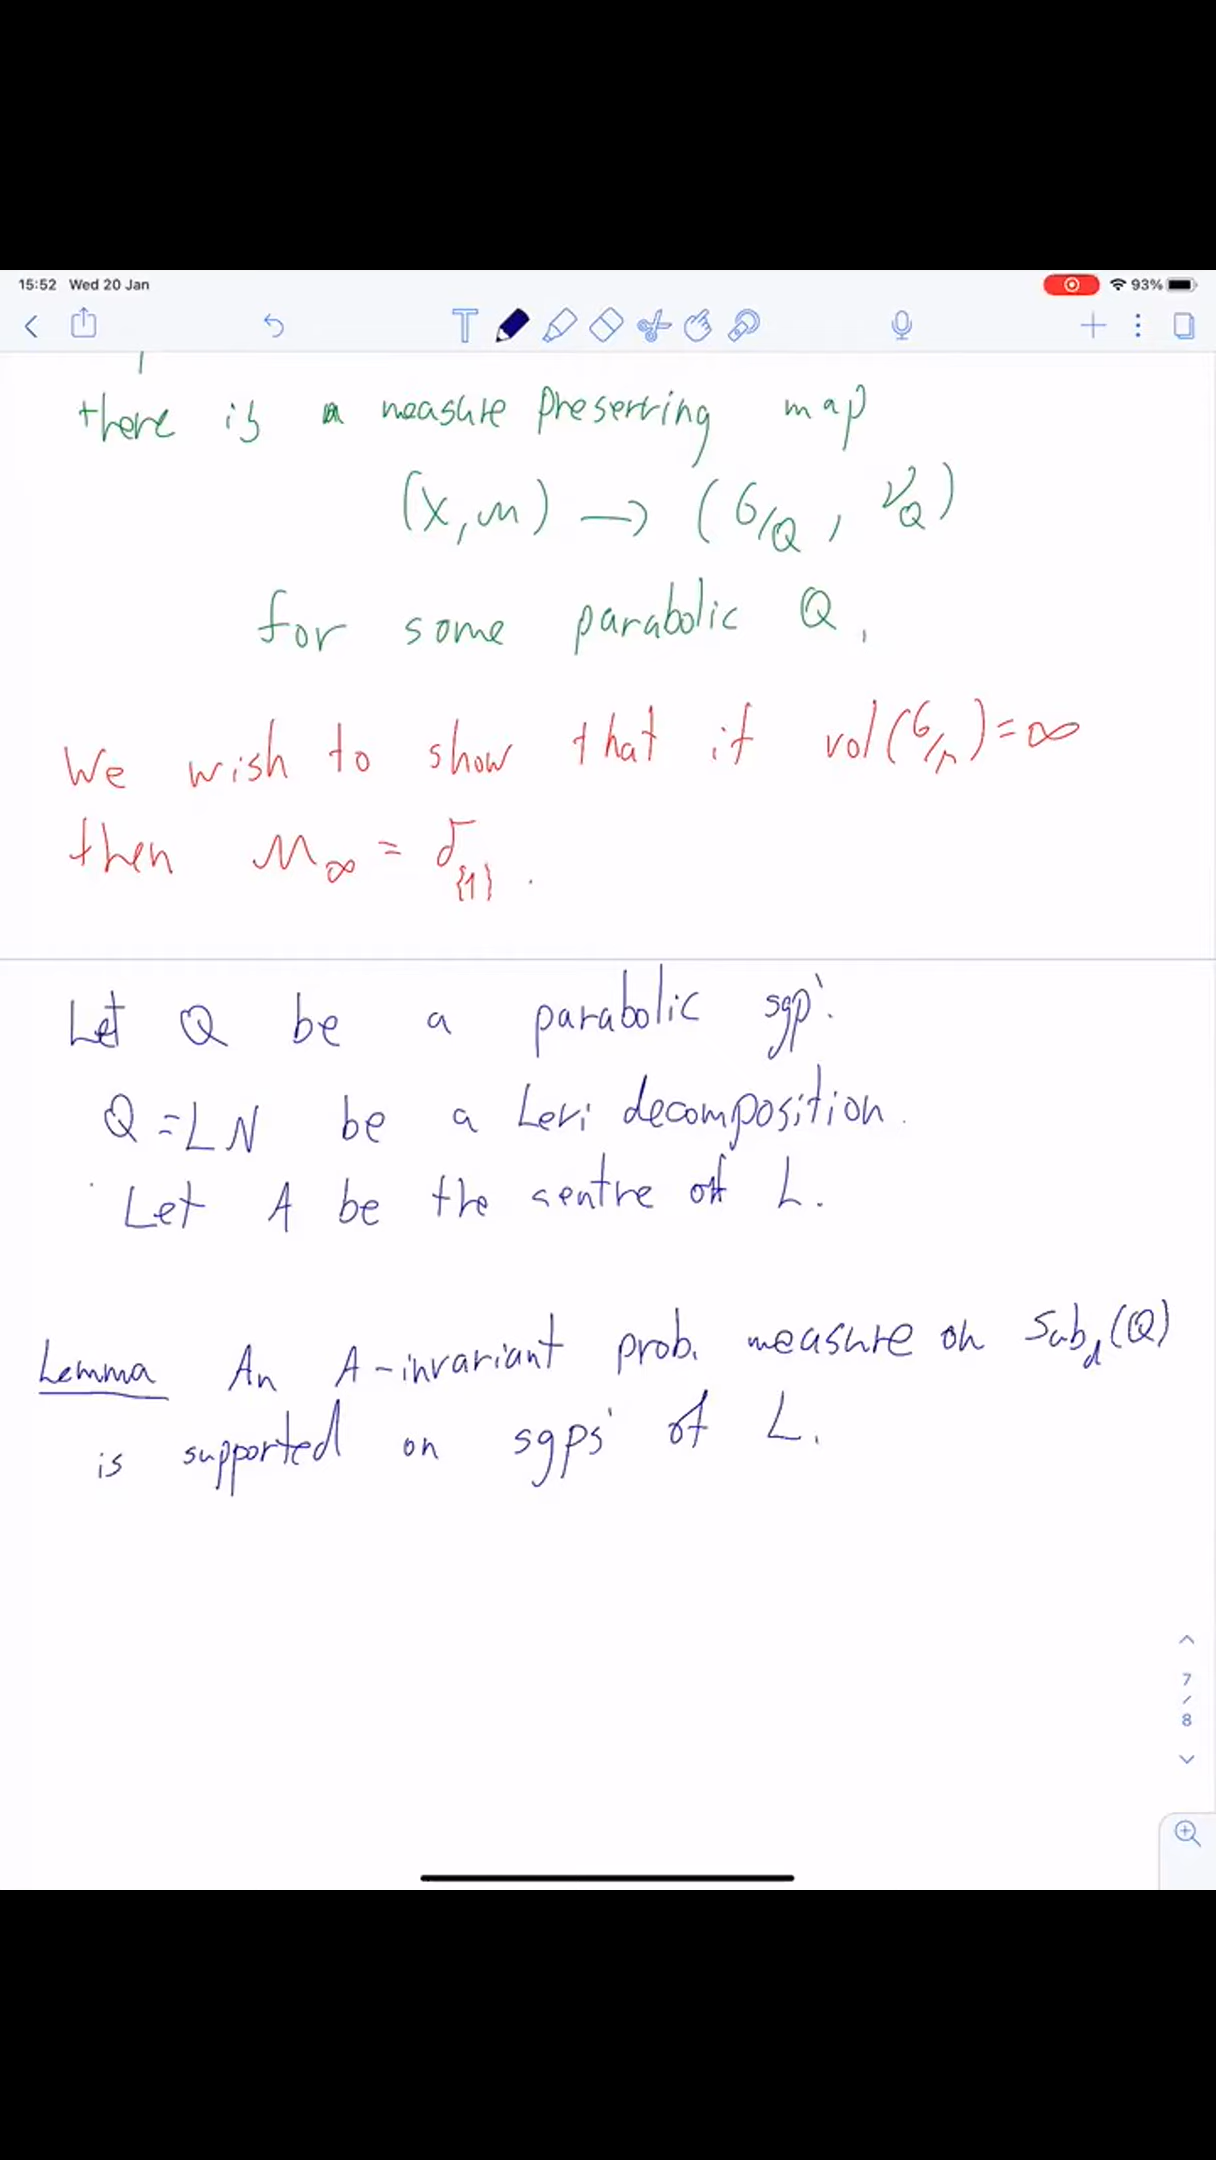 15:52 Wed 20 Jan
93%
T
there is a measure preserving map
(X, μ) → (G/Q, ν_Q)
for some parabolic Q.
We wish to show that if vol(G/Γ) = ∞
then μ_∞ = δ_{1}.
Let Q be a parabolic sgp'.
Q = LN be a Levi decomposition.
Let A be the centre of L.
Lemma An A-invariant prob. measure on Sub_d(Q)
is supported on sgps' of L.
7
/
8